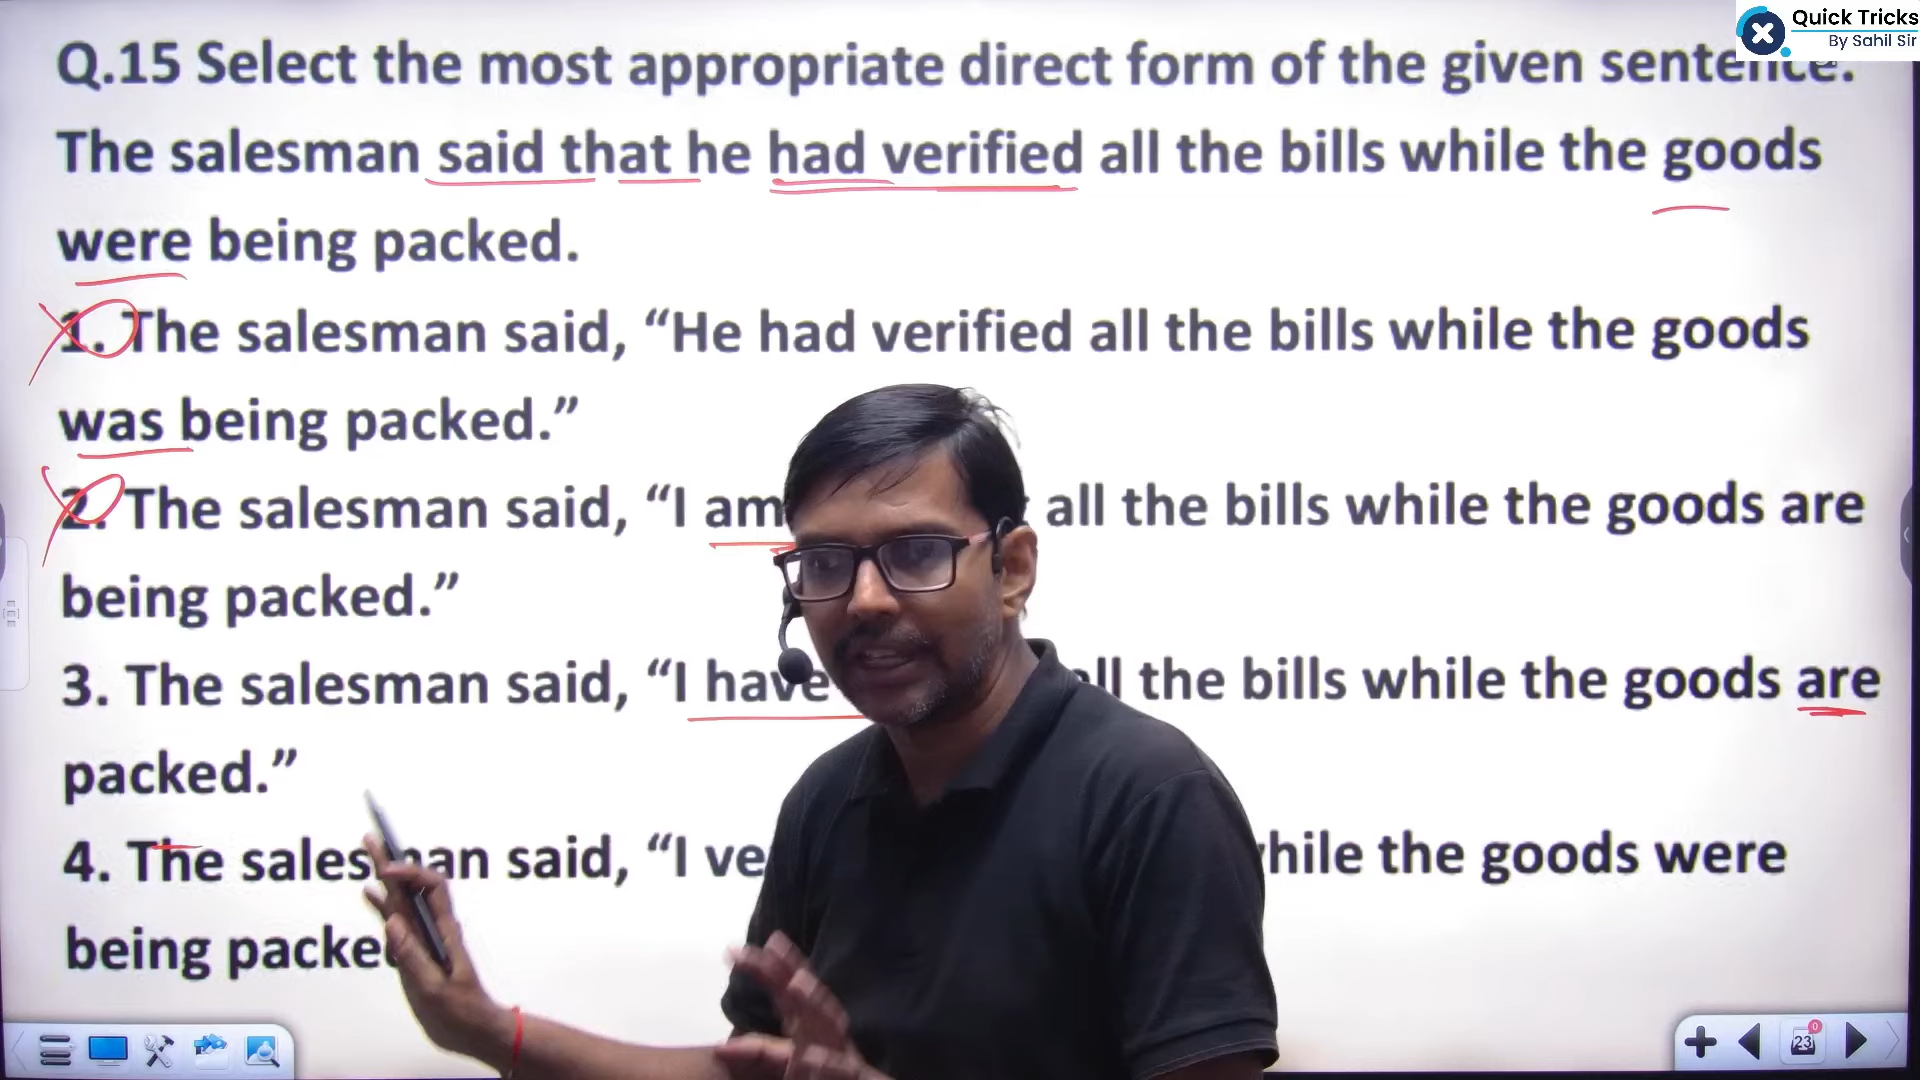 Quick Tricks
By Sahil Sir
Q.15 Select the most appropriate direct form of the given sentence.
The salesman said that he had verified all the bills while the goods
were being packed.
1. The salesman said, “He had verified all the bills while the goods
was being packed.”
2. The salesman said, “I am all the bills while the goods are
being packed.”
3. The salesman said, “I have all the bills while the goods are
packed.”
4. The salesman said, “I while the goods were
being packed
23
0